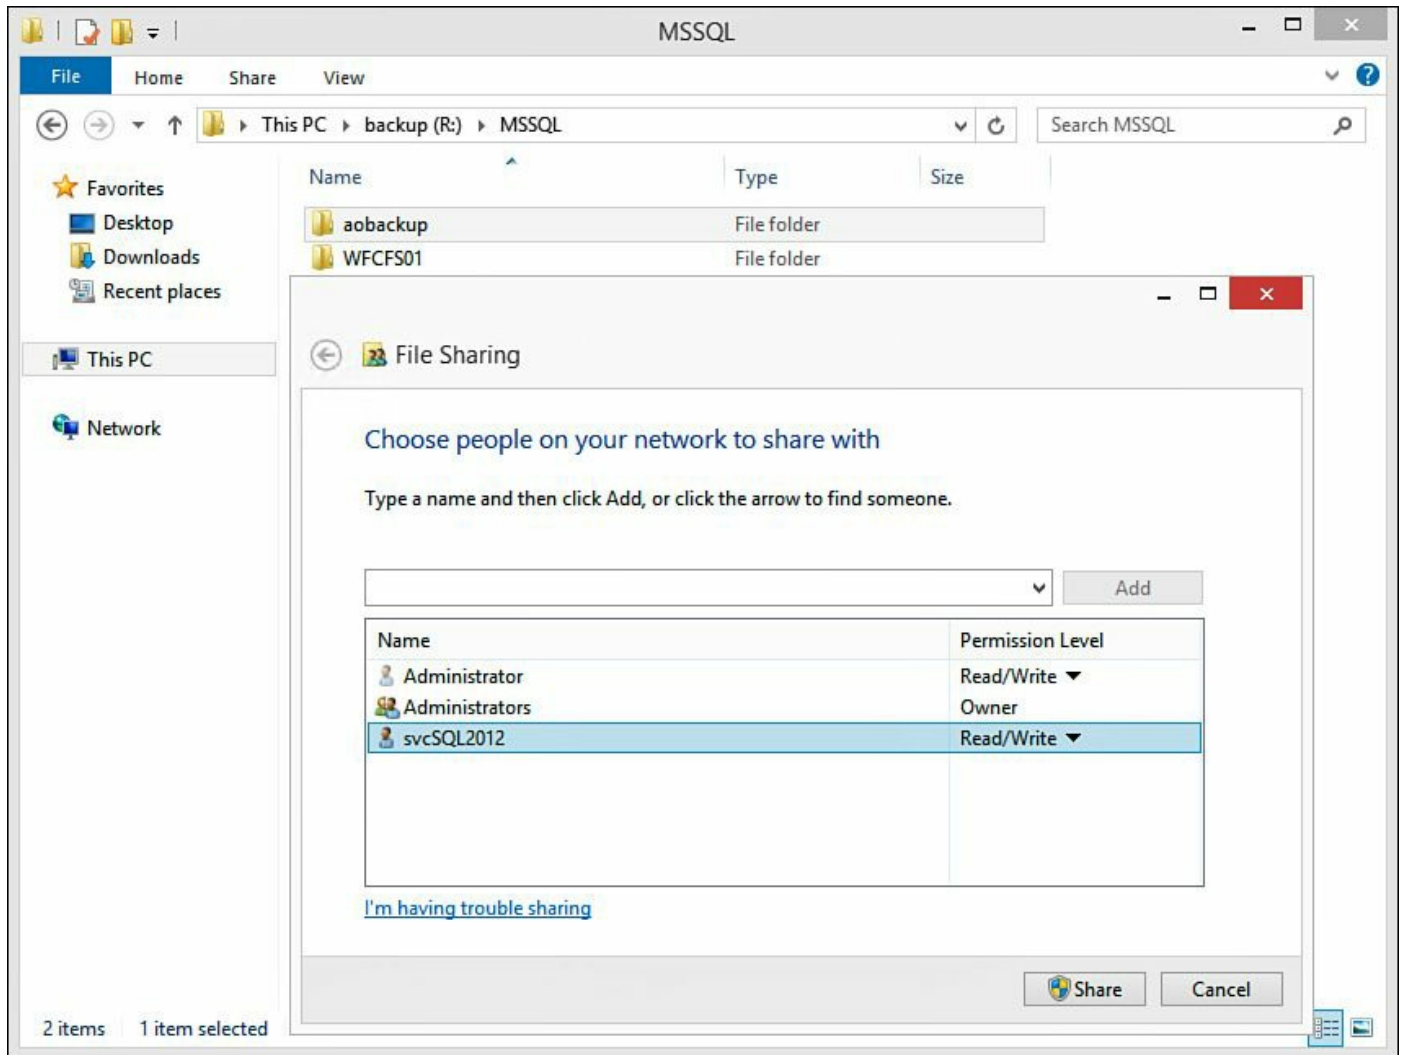 MSSQL
File Home Share View
This PC backup (R:) MSSQL Search MSSQL
Name Type Size
Favorites
Desktop
Downloads
Recent places
This PC
Network
aobackup File folder
WFCFS01 File folder
File Sharing
Choose people on your network to share with
Type a name and then click Add, or click the arrow to find someone.
Add
Name Permission Level
Administrator Read/Write
Administrators Owner
svcSQL2012 Read/Write
I'm having trouble sharing
Share Cancel
2 items 1 item selected